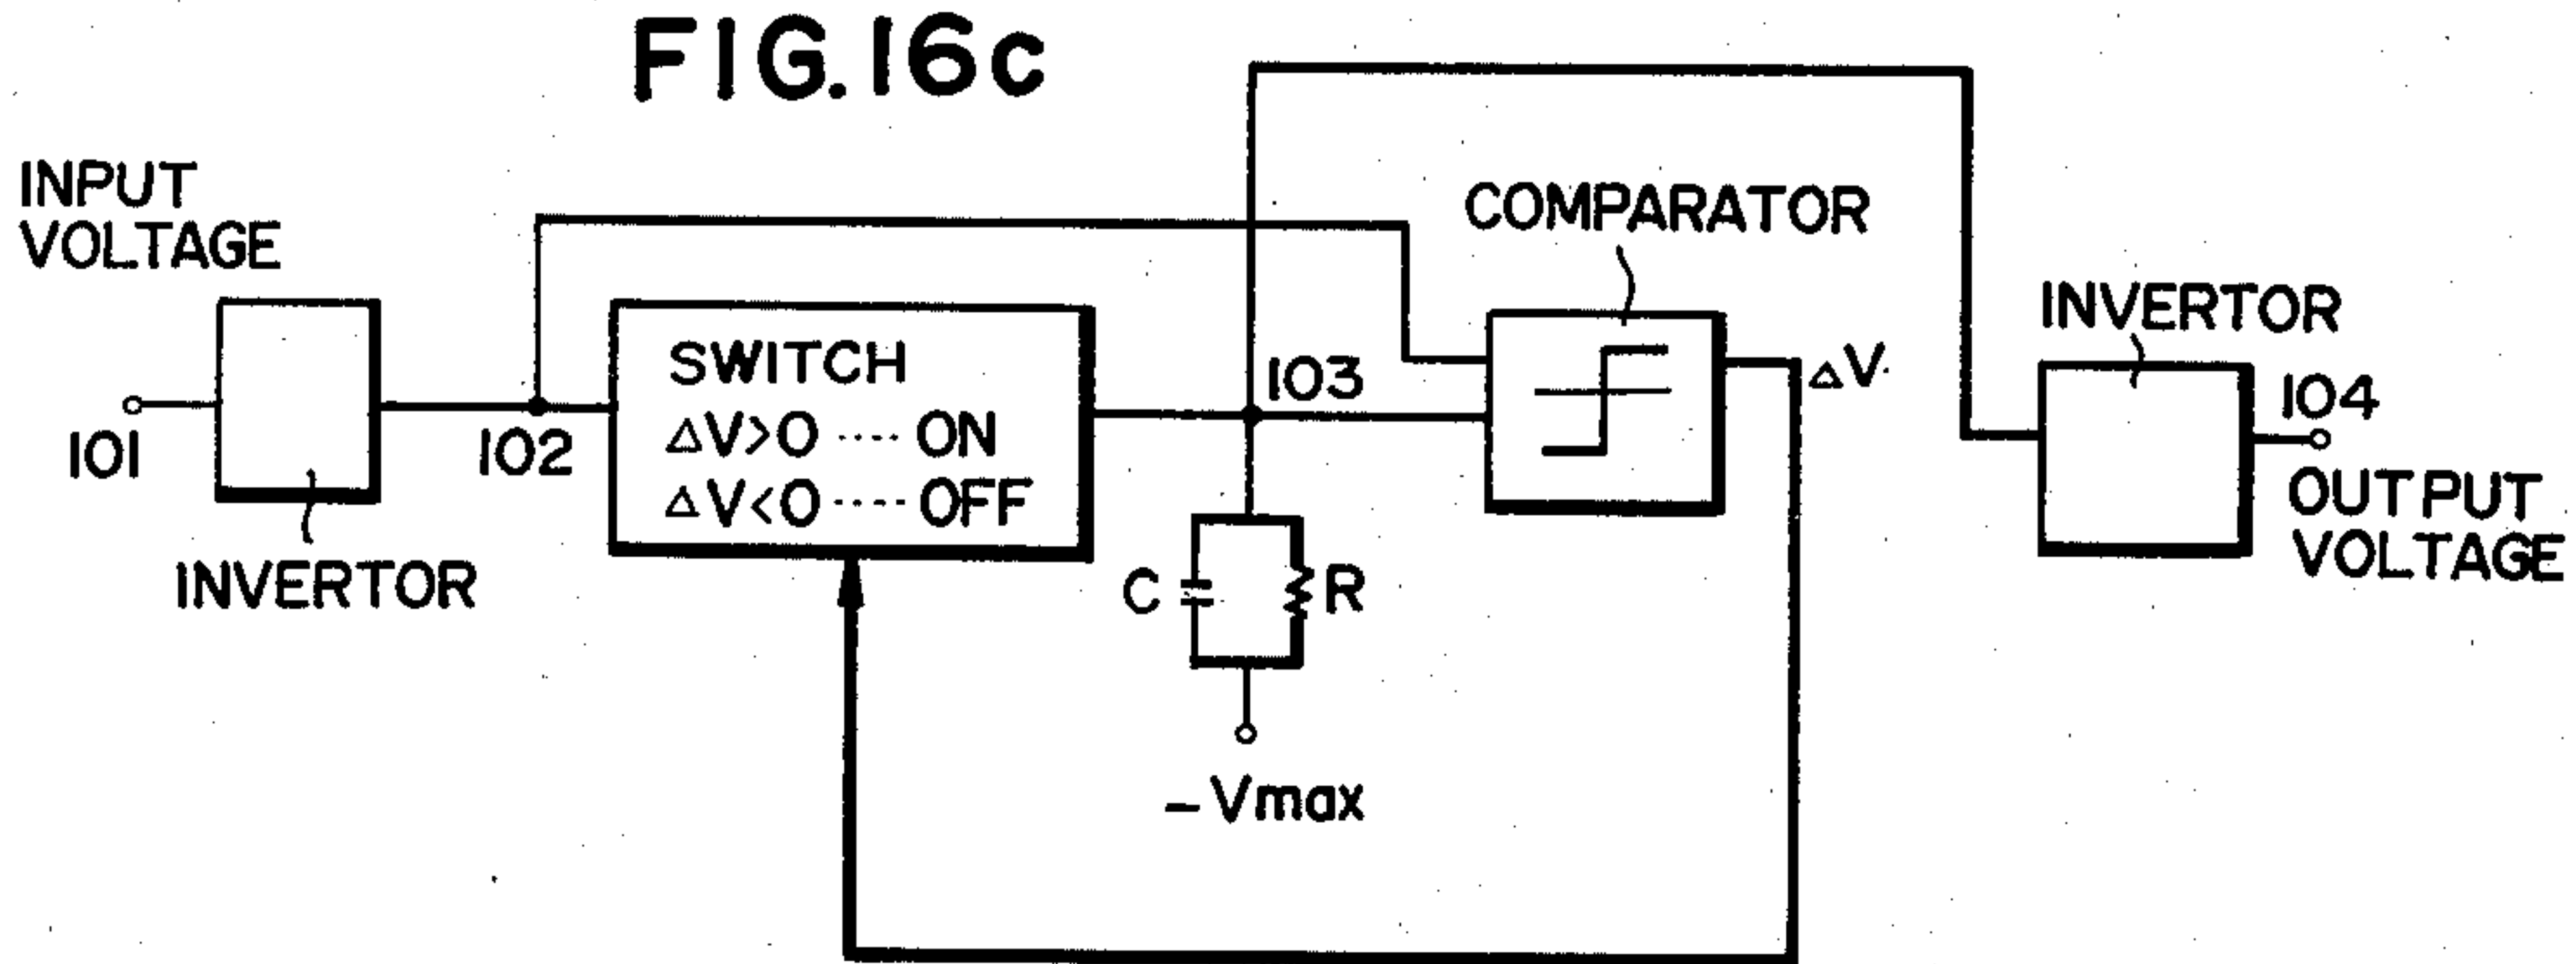 FIG.16c
INPUT
VOLTAGE
101
INVERTOR
102
SWITCH
ΔV>0 ---- ON
ΔV<0 ---- OFF
103
C
R
-Vmax
COMPARATOR
ΔV
INVERTOR
104
OUTPUT
VOLTAGE